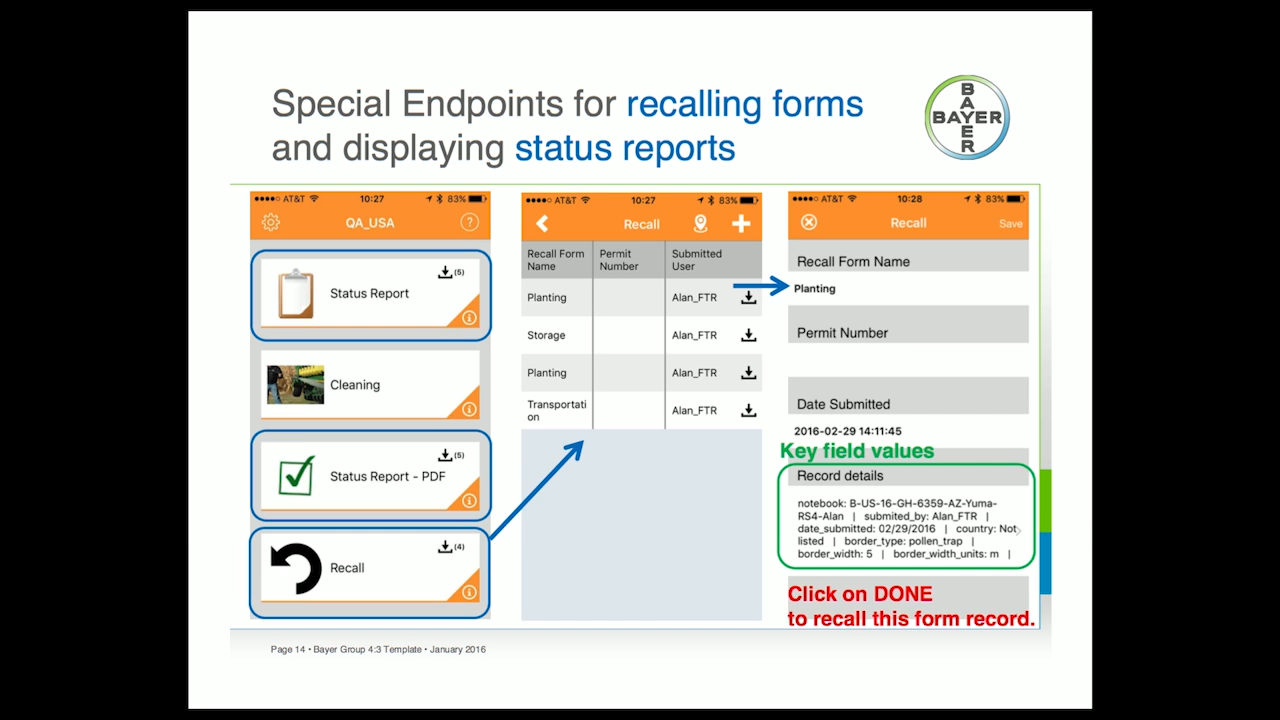 Special Endpoints for recalling forms
and displaying status reports
BAYER
BAYER
AT&T
10:27
83%
QA_USA
?
(5)
Status Report
Cleaning
(5)
Status Report - PDF
(4)
Recall
AT&T
10:27
83%
Recall
Recall Form
Name
Permit
Number
Submitted
User
Planting
Alan_FTR
Storage
Alan_FTR
Planting
Alan_FTR
Transportati
on
Alan_FTR
AT&T
10:28
83%
Recall
Save
Recall Form Name
Planting
Permit Number
Date Submitted
2016-02-29 14:11:45
Key field values
Record details
notebook: B-US-16-GH-6359-AZ-Yuma-
RS4-Alan | submited_by: Alan_FTR |
date_submitted: 02/29/2016 | country: Not
listed | border_type: pollen_trap |
border_width: 5 | border_width_units: m |
Click on DONE
to recall this form record.
Page 14 • Bayer Group 4:3 Template • January 2016